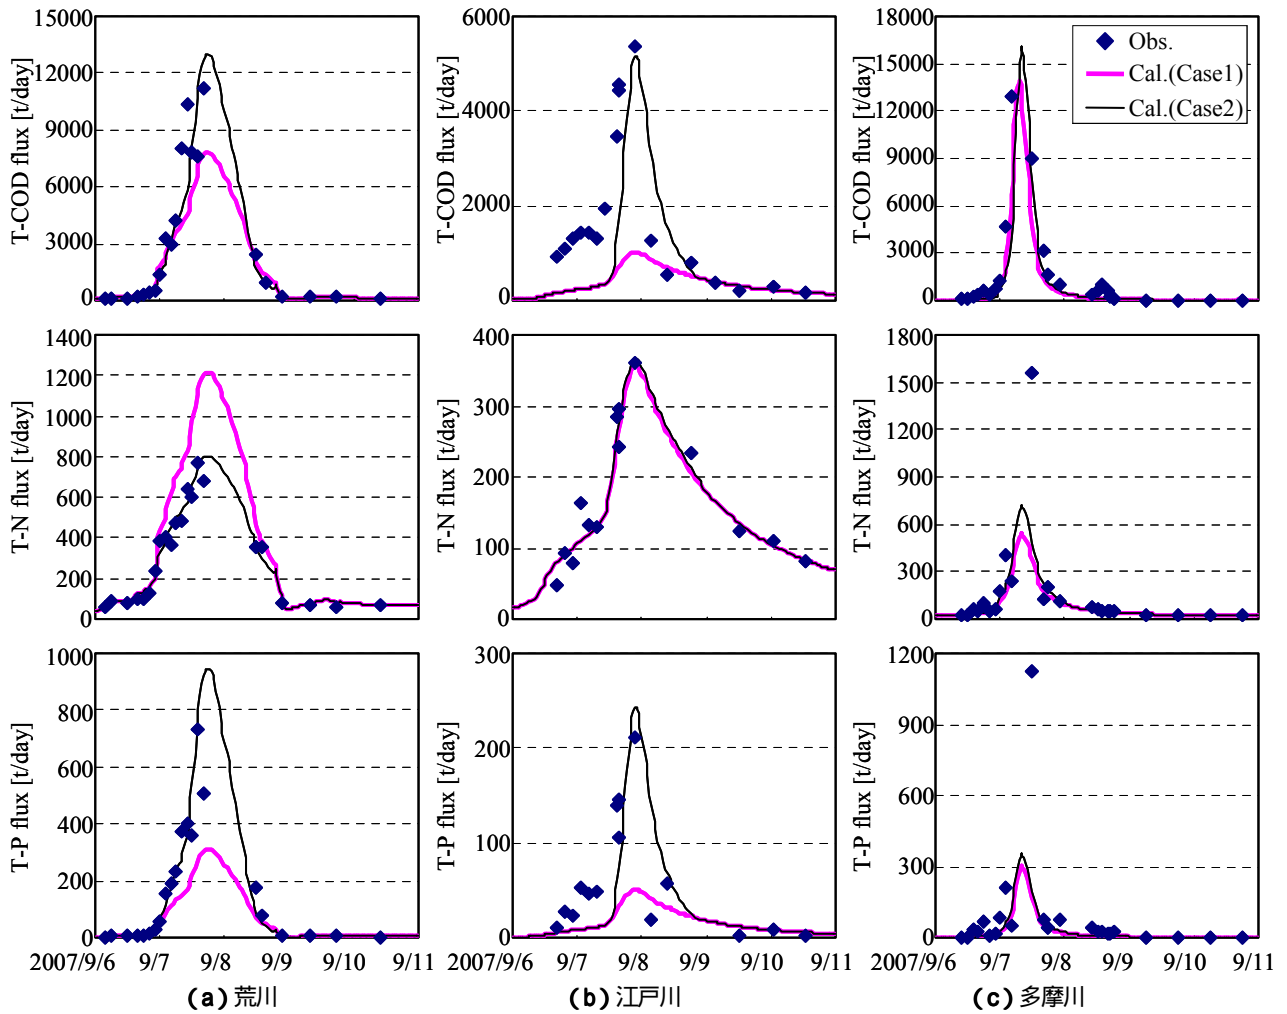 T-COD flux [t/day]
15000
12000
9000
6000
3000
0
T-COD flux [t/day]
6000
4000
2000
0
T-COD flux [t/day]
18000
15000
12000
9000
6000
3000
0
Obs.
Cal.(Case1)
Cal.(Case2)
T-N flux [t/day]
1400
1200
1000
800
600
400
200
0
T-N flux [t/day]
400
300
200
100
0
T-N flux [t/day]
1800
1500
1200
900
600
300
0
T-P flux [t/day]
1000
800
600
400
200
0
T-P flux [t/day]
300
200
100
0
T-P flux [t/day]
1200
900
600
300
0
2007/9/6 9/7 9/8 9/9 9/10 9/11
2007/9/6 9/7 9/8 9/9 9/10 9/11
2007/9/6 9/7 9/8 9/9 9/10 9/11
(a)荒川
(b)江戸川
(c)多摩川